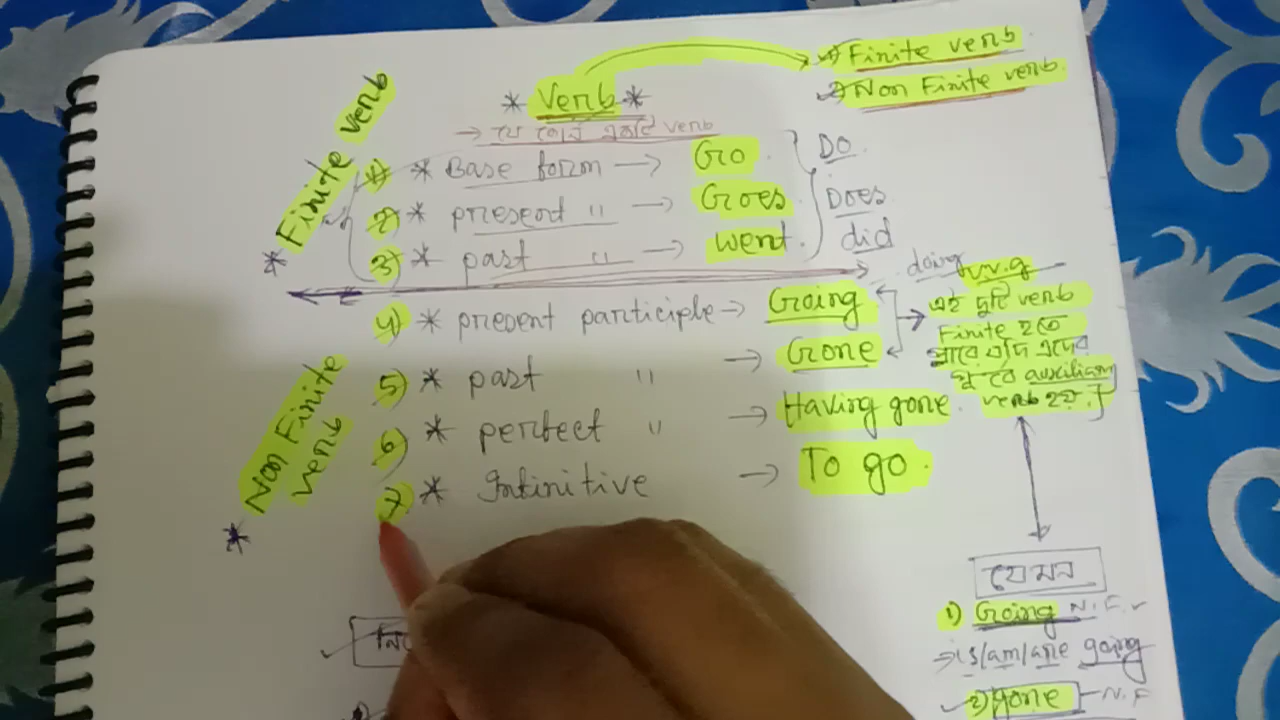 1) Finite verb
* Verb *
2) Non Finite verb.
→ যে কোন একটি verb
* Finite verb
1) * Base form → Go
2) * present " → Goes
3) * past " → went.
Do
Does
did
doing
v.v.g
4) * present participle → Going
5) * past " → Gone
6) * perfect " → Having gone.
7) * Infinitive → To go.
* Non Finite verb
এই দুটি verb
Finite হতে
পারে যদি এদের
পূর্বে auxiliary
verb হয়।
যেমন
1) Going N.F.
→ is/am/are going
2) gone - N.F